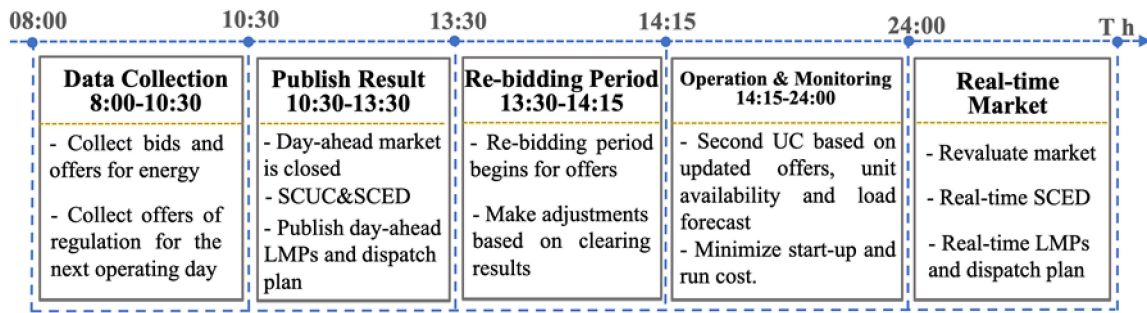 08:00 10:30 13:30 14:15 24:00 T h
Data Collection
8:00-10:30
- Collect bids and
offers for energy
- Collect offers of
regulation for the
next operating day
Publish Result
10:30-13:30
- Day-ahead market
is closed
- SCUC&SCED
- Publish day-ahead
LMPs and dispatch
plan
Re-bidding Period
13:30-14:15
- Re-bidding period
begins for offers
- Make adjustments
based on clearing
results
Operation & Monitoring
14:15-24:00
- Second UC based on
updated offers, unit
availability and load
forecast
- Minimize start-up and
run cost.
Real-time
Market
- Revaluate market
- Real-time SCED
- Real-time LMPs
and dispatch plan